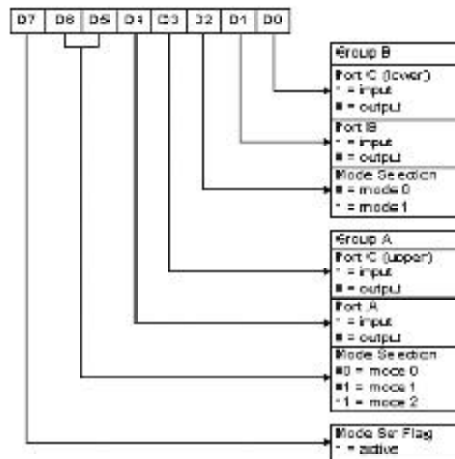 D7 D6 D5 D4 D3 D2 D1 D0
Group B
Port C (lower)
1 = input
0 = output
Port B
1 = input
0 = output
Mode Selection
0 = mode 0
1 = mode 1
Group A
Port C (upper)
1 = input
0 = output
Port A
1 = input
0 = output
Mode Selection
00 = mode 0
01 = mode 1
11 = mode 2
Mode Set Flag
1 = active